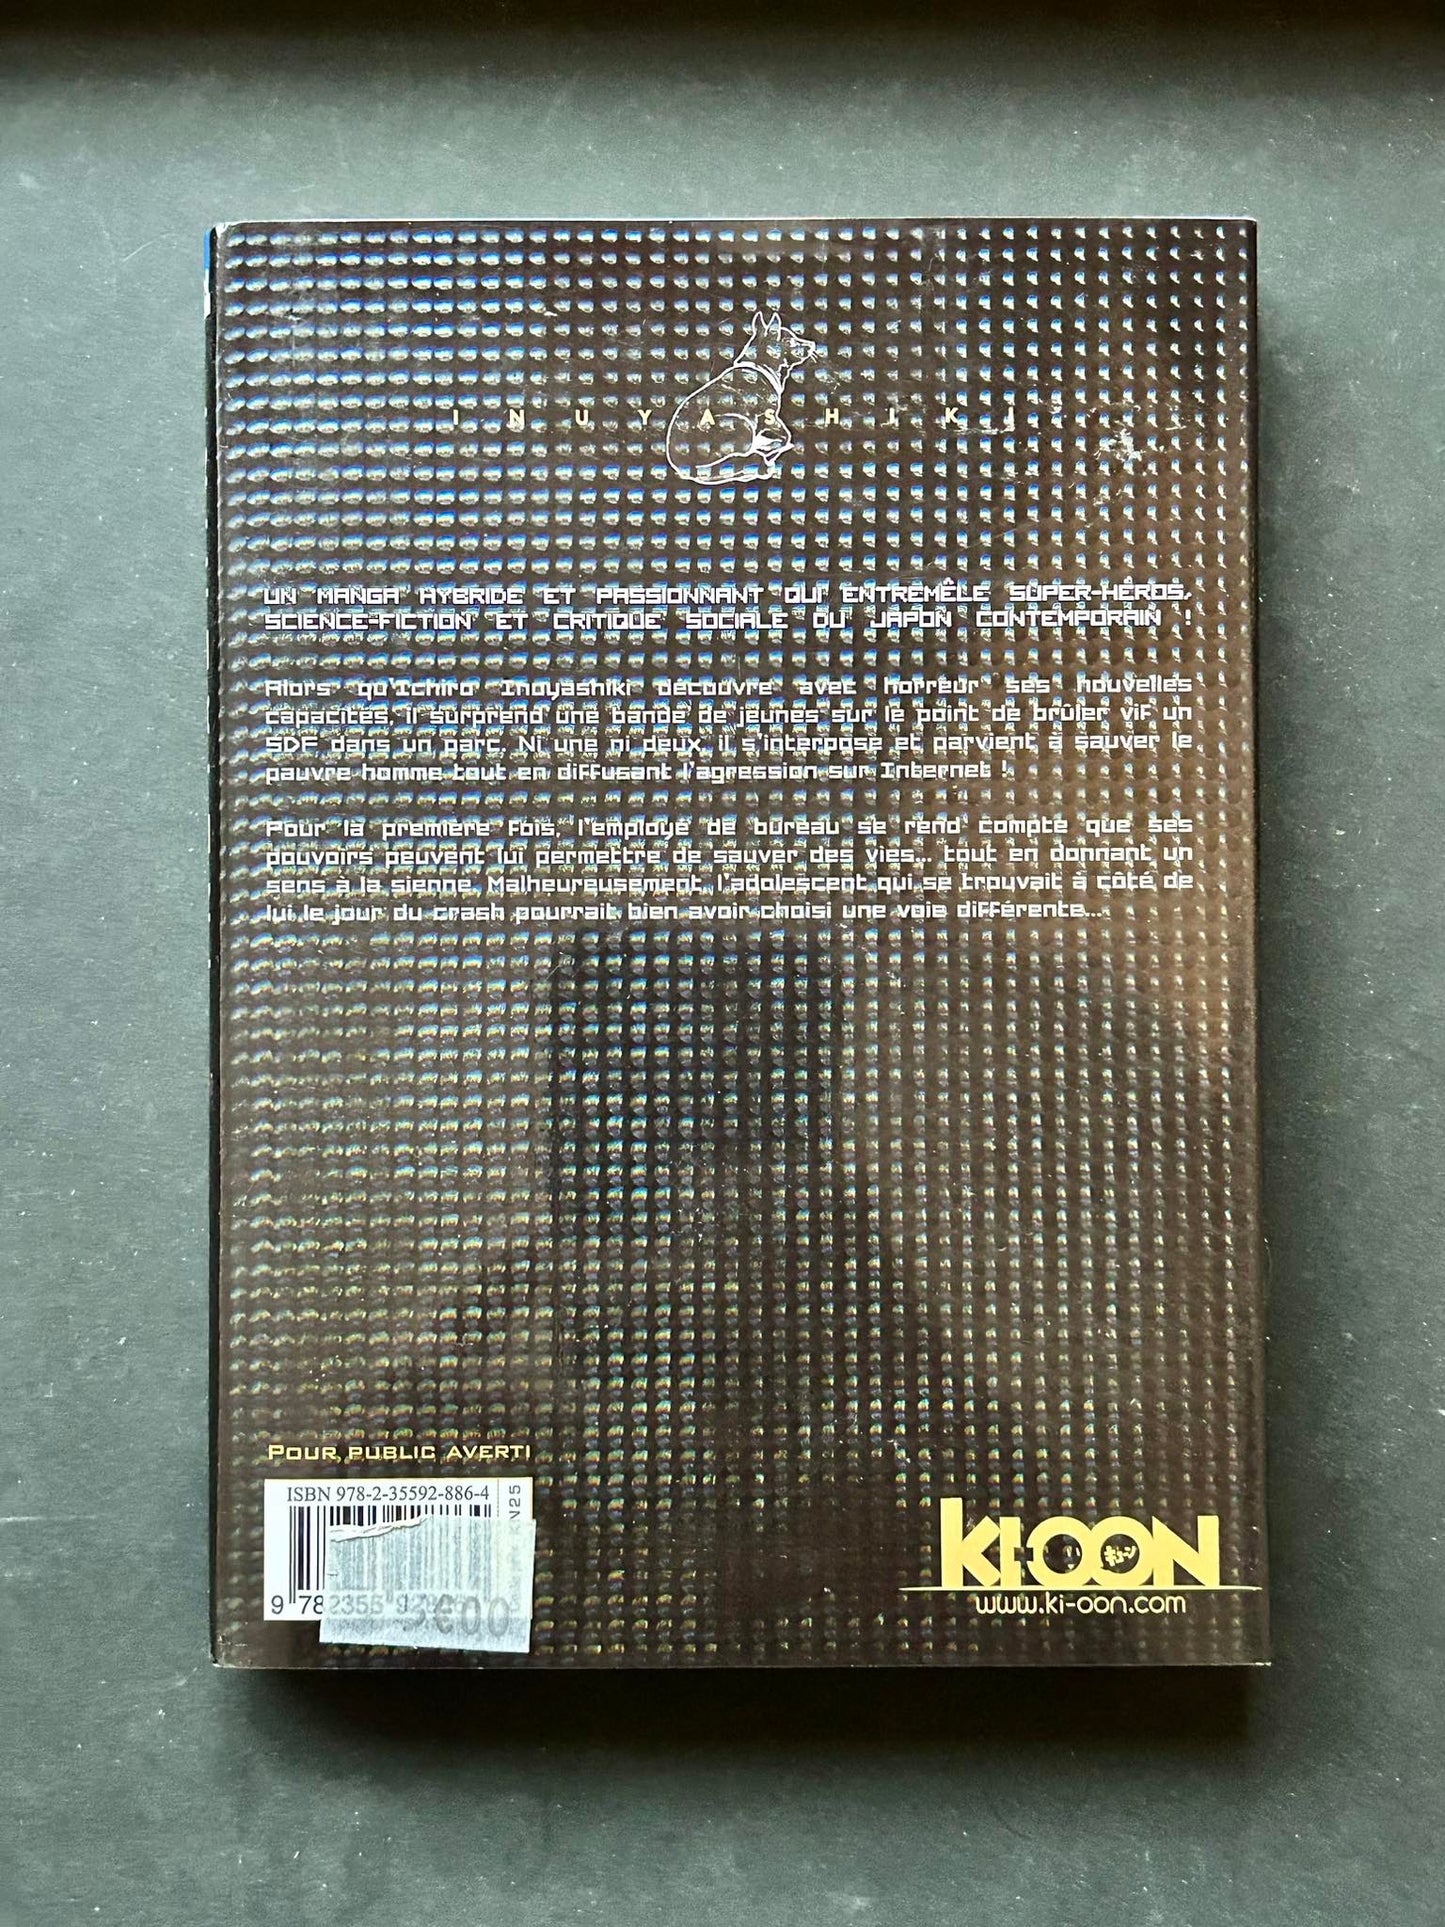 INUYASHIKI
UN MANGA HYBRIDE ET PASSIONNANT QUI ENTREMÊLE SUPER-HÉROS,
SCIENCE-FICTION ET CRITIQUE SOCIALE DU JAPON CONTEMPORAIN !
Alors qu'Ichiro Inuyashiki découvre avec horreur ses nouvelles
capacités, il surprend une bande de jeunes sur le point de brûler vif un
SDF dans un parc. Ni une ni deux, il s'interpose et parvient à sauver le
pauvre homme tout en diffusant l'agression sur Internet !
Pour la première fois, l'employé de bureau se rend compte que ses
pouvoirs peuvent lui permettre de sauver des vies... tout en donnant un
sens à la sienne. Malheureusement, l'adolescent qui se trouvait à côté de
lui le jour du crash pourrait bien avoir choisi une voie différente...
POUR PUBLIC AVERTI
ISBN 978-2-35592-886-4
KN25
9 782355
€00
KI-OON
www.ki-oon.com